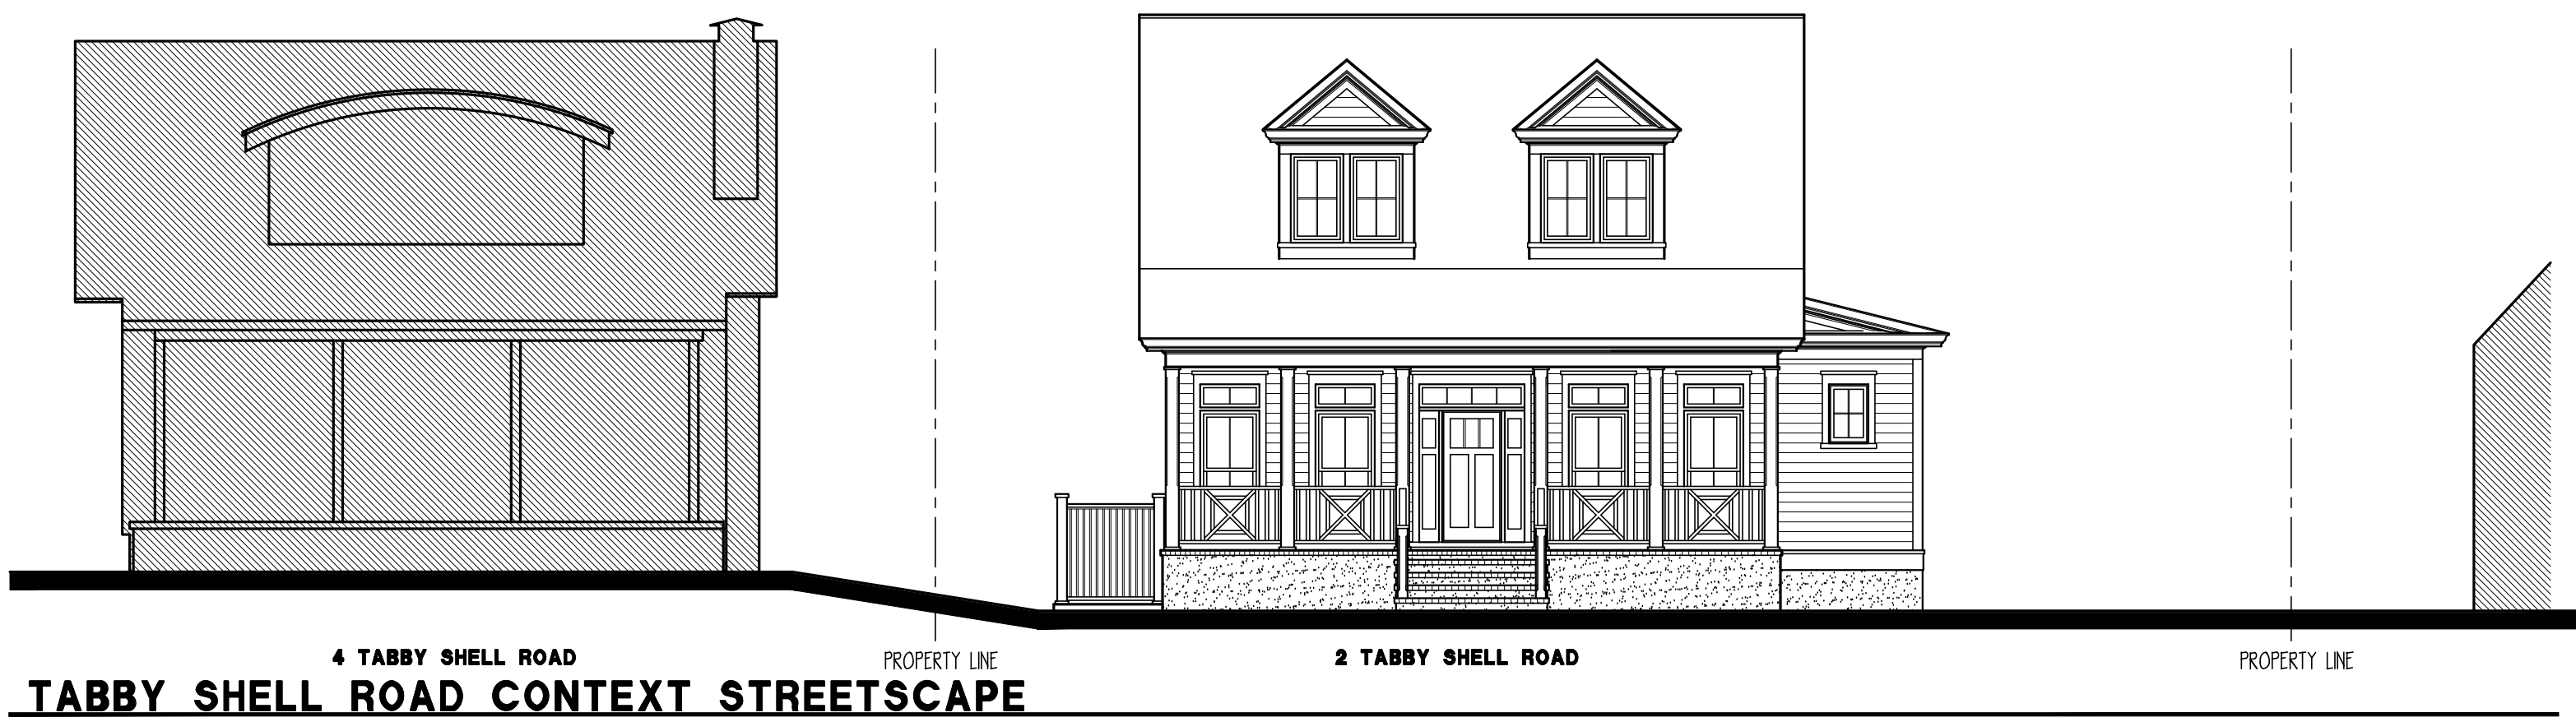 4 TABBY SHELL ROAD
PROPERTY LINE
2 TABBY SHELL ROAD
PROPERTY LINE
TABBY SHELL ROAD CONTEXT STREETSCAPE